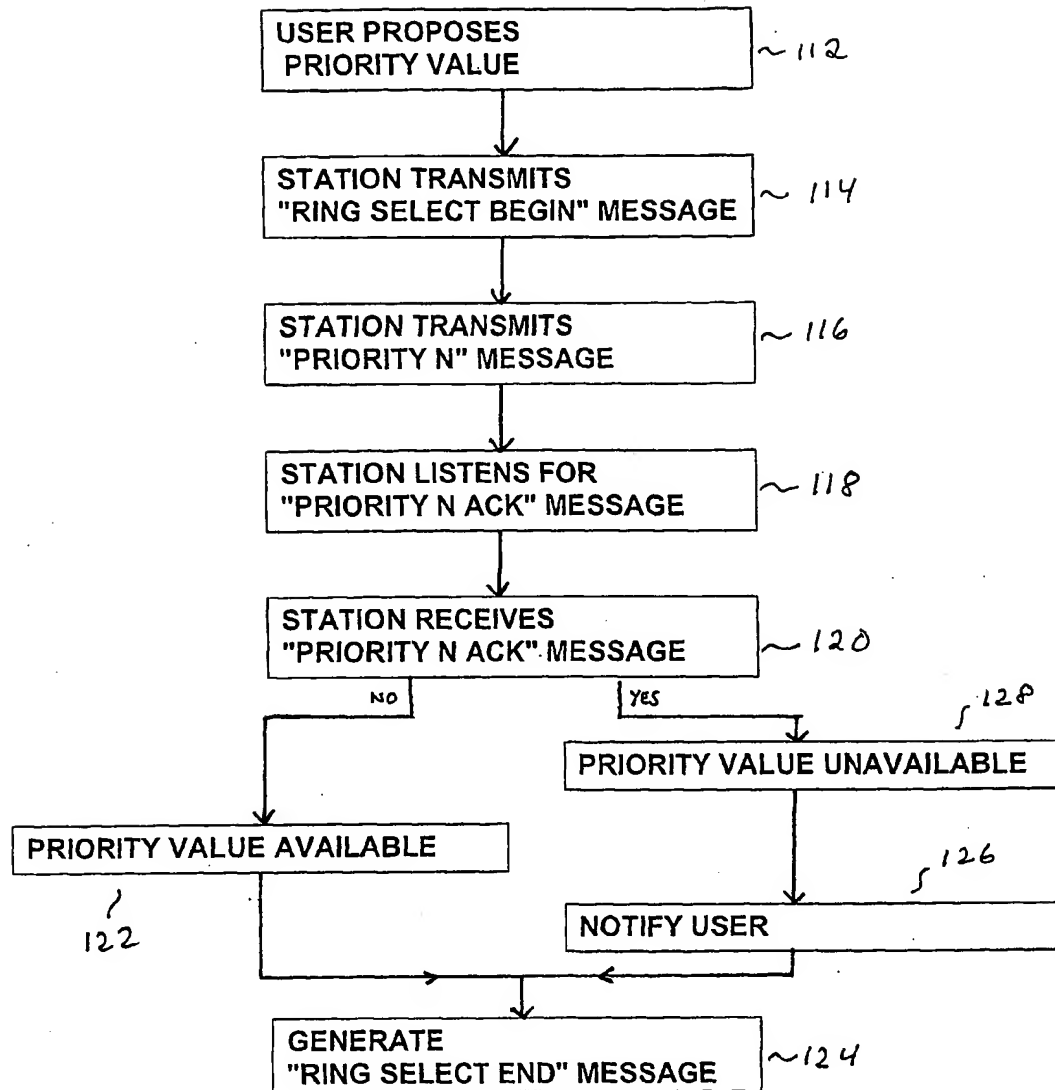 USER PROPOSES
PRIORITY VALUE
112
STATION TRANSMITS
"RING SELECT BEGIN" MESSAGE
114
STATION TRANSMITS
"PRIORITY N" MESSAGE
116
STATION LISTENS FOR
"PRIORITY N ACK" MESSAGE
118
STATION RECEIVES
"PRIORITY N ACK" MESSAGE
120
NO
YES
128
PRIORITY VALUE UNAVAILABLE
PRIORITY VALUE AVAILABLE
122
126
NOTIFY USER
GENERATE
"RING SELECT END" MESSAGE
124